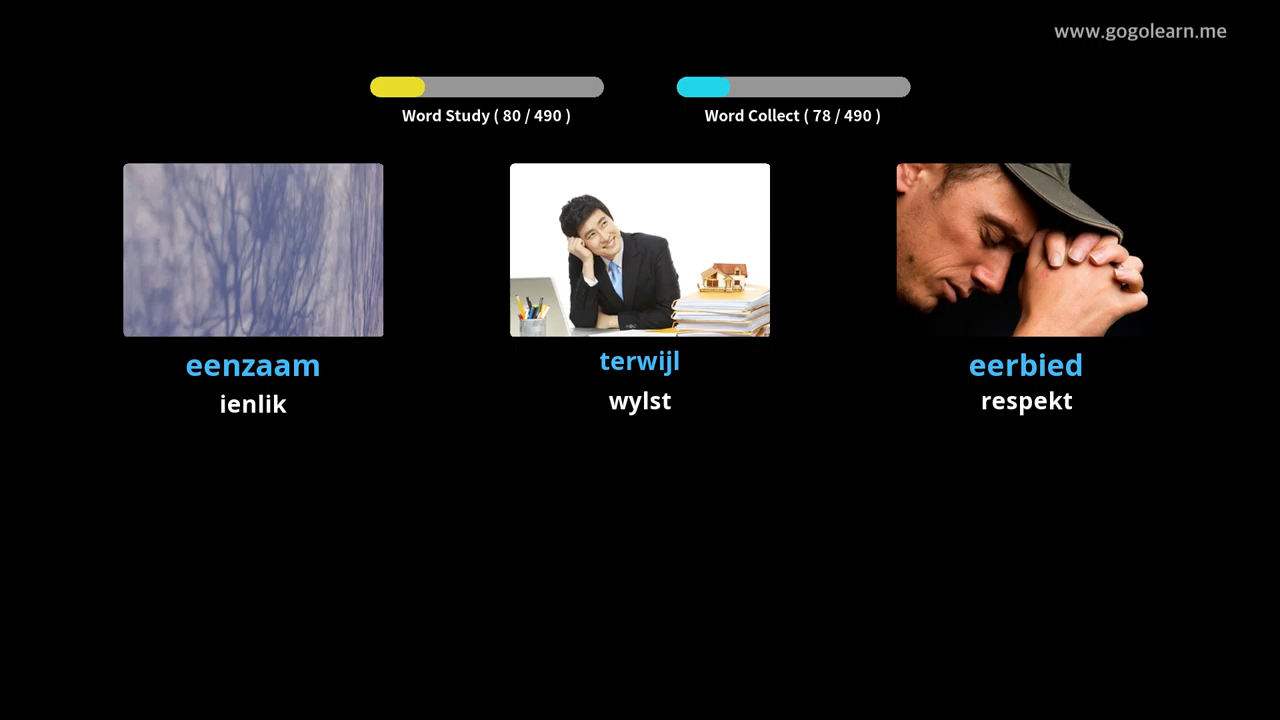 www.gogolearn.me
Word Study ( 80 / 490 )
Word Collect ( 78 / 490 )
eenzaam
ienlik
terwijl
wylst
eerbied
respekt